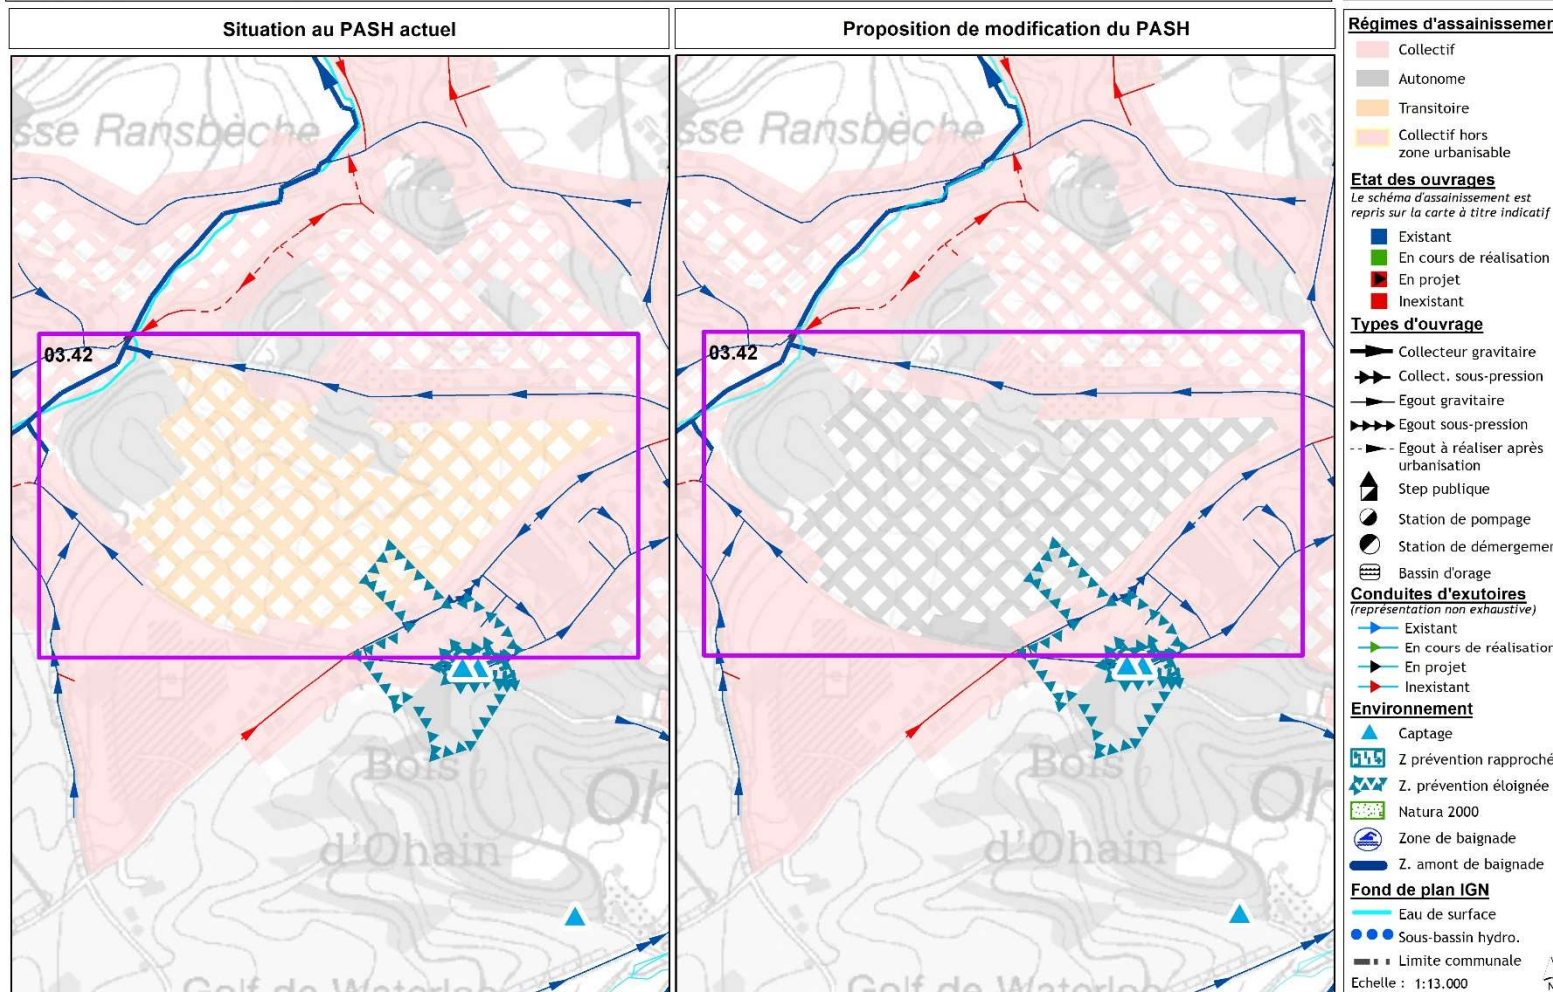 Situation au PASH actuel
Proposition de modification du PASH
sse Ransbèche
03.42
Bois
d'Ohain
Oh
Golf de Waterlo
sse Ransbèche
03.42
Bois
d'Ohain
Oh
Golf de Waterlo
Régimes d'assainissemen
Collectif
Autonome
Transitoire
Collectif hors
zone urbanisable
Etat des ouvrages
Le schéma d'assainissement est
repris sur la carte à titre indicatif
Existant
En cours de réalisation
En projet
Inexistant
Types d'ouvrage
Collecteur gravitaire
Collect. sous-pression
Egout gravitaire
Egout sous-pression
Egout à réaliser après
urbanisation
Step publique
Station de pompage
Station de démergemen
Bassin d'orage
Conduites d'exutoires
(représentation non exhaustive)
Existant
En cours de réalisation
En projet
Inexistant
Environnement
Captage
Z prévention rapproché
Z. prévention éloignée
Natura 2000
Zone de baignade
Z. amont de baignade
Fond de plan IGN
Eau de surface
Sous-bassin hydro.
Limite communale
Echelle : 1:13.000
N